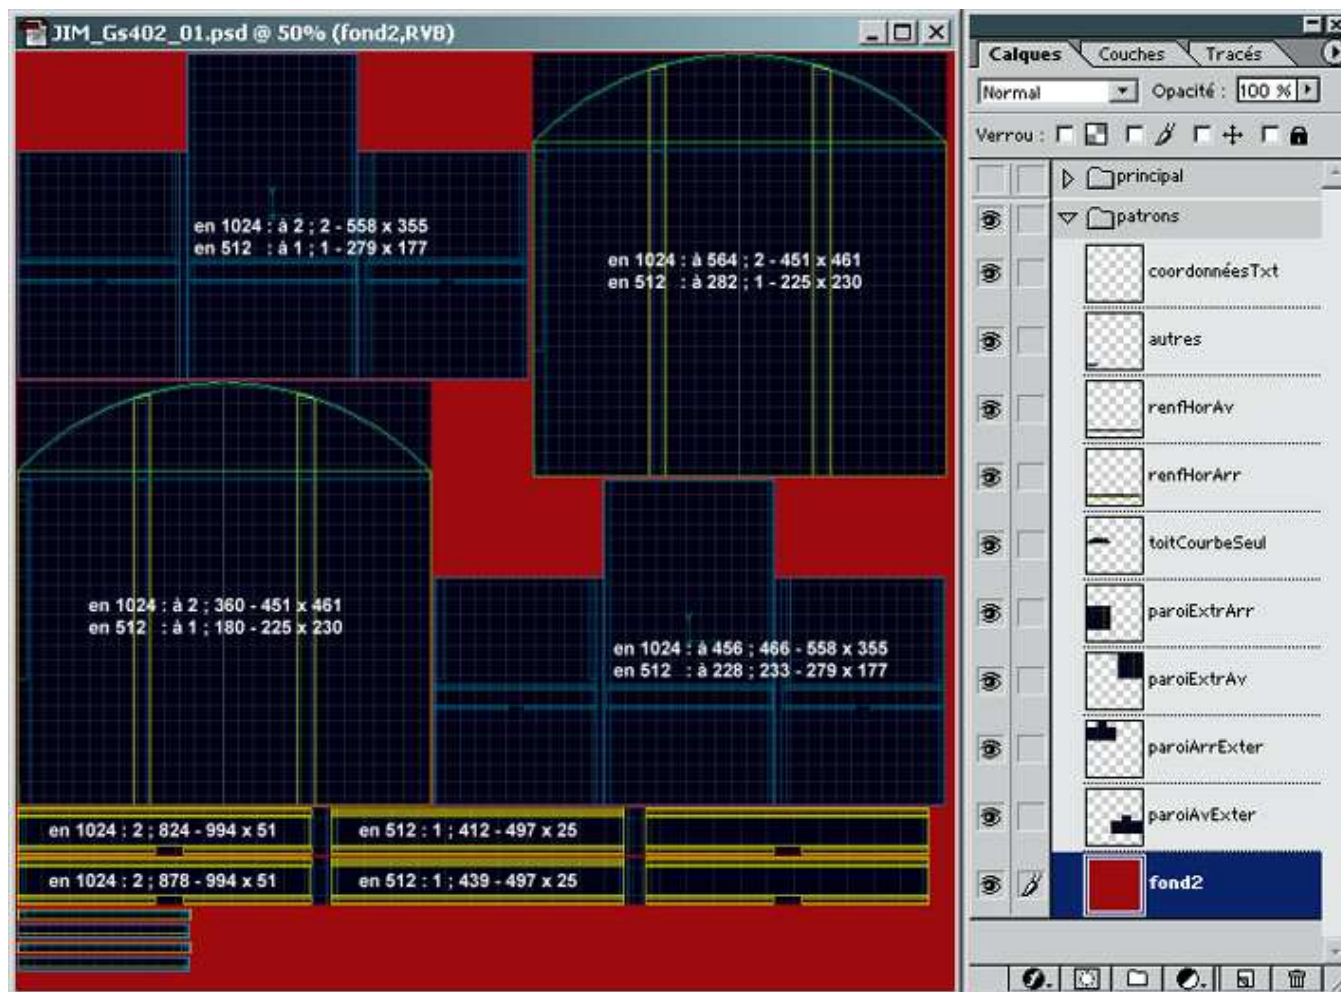 JIM_Gs402_01.psd @ 50% (fond2,RVB)
en 1024 : à 2 ; 2 - 558 x 355
en 512 : à 1 ; 1 - 279 x 177
en 1024 : à 564 ; 2 - 451 x 461
en 512 : à 282 ; 1 - 225 x 230
en 1024 : à 2 ; 360 - 451 x 461
en 512 : à 1 ; 180 - 225 x 230
en 1024 : à 456 ; 466 - 558 x 355
en 512 : à 228 ; 233 - 279 x 177
en 1024 : 2 ; 824 - 994 x 51
en 512 : 1 ; 412 - 497 x 25
en 1024 : 2 ; 878 - 994 x 51
en 512 : 1 ; 439 - 497 x 25
Calques
Couches
Tracés
Normal
Opacité : 100 %
Verrou :
principal
patrons
coordonnéesTxt
autres
renfHorAv
renfHorArr
toitCourbeSeul
paroiExtrArr
paroiExtrAv
paroiArrExter
paroiAvExter
fond2